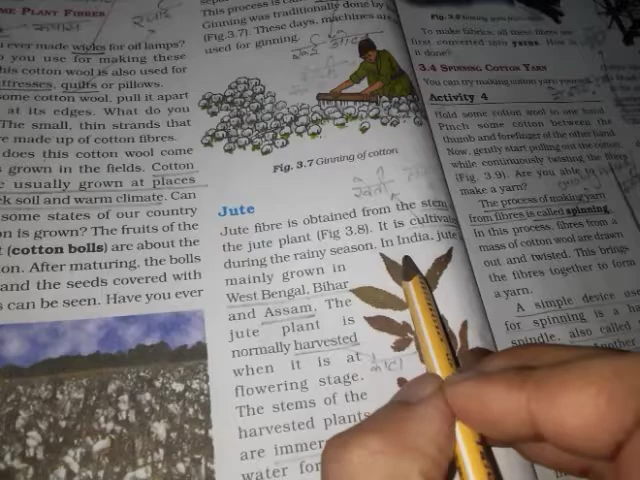 ME PLANT FIBRES
u ever made wicks for oil lamps?
o you use for making these
his cotton wool is also used for
ttresses, quilts or pillows.
ome cotton wool, pull it apart
at its edges. What do you
The small, thin strands that
e made up of cotton fibres.
does this cotton wool come
s grown in the fields. Cotton
e usually grown at places
ck soil and warm climate. Can
some states of our country
on is grown? The fruits of the
t (cotton bolls) are about the
on. After maturing, the bolls
and the seeds covered with
s can be seen. Have you ever
This process is
Ginning was traditionally done by
(Fig.3.7). These days, machines are
used for ginning.
Fig. 3.7 Ginning of cotton
Jute
Jute fibre is obtained from the stem
the jute plant (Fig 3.8). It is cultivat
during the rainy season. In India, jute
mainly grown in
West Bengal, Bihar
and Assam. The
jute plant is
normally harvested
when it is at
flowering stage.
The stems of the
harvested plants
are immer
water for
To make fabrics, all these fibres are
first converted into yarns. How is
it done?
3.4 SPINNING COTTON YARN
You can try making cotton yarn yourself.
Activity 4
Hold some cotton wool in one hand.
Pinch some cotton between the
thumb and forefinger of the other hand.
Now, gently start pulling out the cotton,
while continuously twisting the fibres
(Fig. 3.9). Are you able to
make a yarn?
The process of making yarn
from fibres is called spinning.
In this process, fibres from a
mass of cotton wool are drawn
out and twisted. This brings
the fibres together to form
a yarn.
A simple device use
for spinning is a ha
spindle, also called